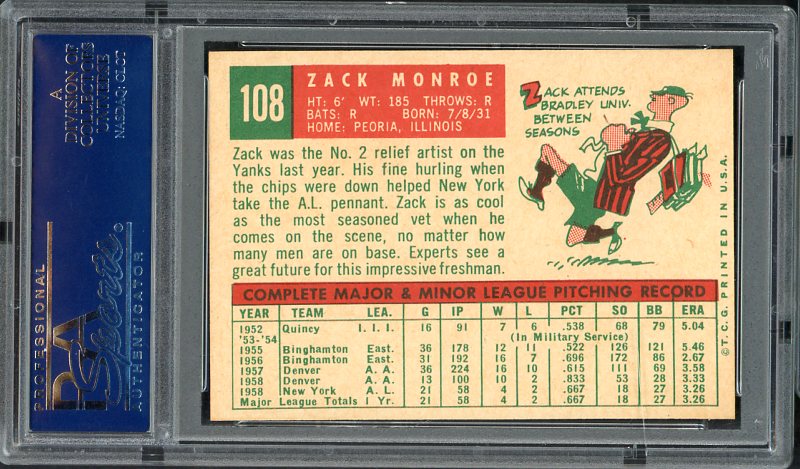 A
DIVISION OF
COLLECTORS
UNIVERSE
NASDAQ: CLCT
PROFESSIONAL
PSA
Sports
AUTHENTICATOR
108
ZACK MONROE
HT: 6' WT: 185 THROWS: R
BATS: R BORN: 7/8/31
HOME: PEORIA, ILLINOIS
ZACK ATTENDS
BRADLEY UNIV.
BETWEEN
SEASONS
Zack was the No. 2 relief artist on the
Yanks last year. His fine hurling when
the chips were down helped New York
take the A.L. pennant. Zack is as cool
as the most seasoned vet when he
comes on the scene, no matter how
many men are on base. Experts see a
great future for this impressive freshman.
COMPLETE MAJOR & MINOR LEAGUE PITCHING RECORD
YEAR TEAM LEA. G IP W L PCT SO BB ERA
1952 Quincy I. I. I. 16 91 7 6 .538 68 79 5.04
'53-'54 (In Military Service)
1955 Binghamton East. 36 178 12 11 .522 126 121 5.46
1956 Binghamton East. 31 192 16 7 .696 172 86 2.67
1957 Denver A. A. 36 224 16 10 .615 111 69 3.58
1958 Denver A. A. 13 100 10 2 .833 53 28 3.33
1958 New York A. L. 21 58 4 2 .667 18 27 3.26
Major League Totals 1 Yr. 21 58 4 2 .667 18 27 3.26
©T.C.G. PRINTED IN U.S.A.